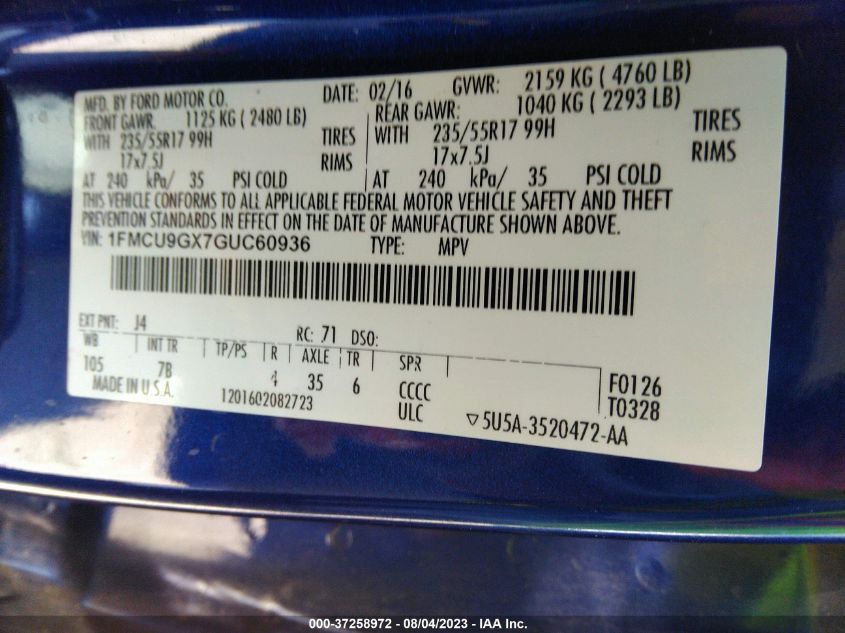 MFD. BY FORD MOTOR CO. DATE: 02/16 GVWR: 2159 KG ( 4760 LB)
FRONT GAWR: 1125 KG ( 2480 LB) REAR GAWR: 1040 KG ( 2293 LB)
WITH 235/55R17 99H TIRES WITH 235/55R17 99H TIRES
17x7.5J RIMS 17x7.5J RIMS
AT 240 kPa/ 35 PSI COLD AT 240 kPa/ 35 PSI COLD
THIS VEHICLE CONFORMS TO ALL APPLICABLE FEDERAL MOTOR VEHICLE SAFETY AND THEFT
PREVENTION STANDARDS IN EFFECT ON THE DATE OF MANUFACTURE SHOWN ABOVE.
VIN: 1FMCU9GX7GUC60936 TYPE: MPV
EXT PNT: J4 RC: 71 DSO:
WB INT TR TP/PS R AXLE TR SPR
105 7B 4 35 6 CCCC F0126
MADE IN U.S.A. 1201602082723 ULC T0328
5U5A-3520472-AA
000-37258972 - 08/04/2023 - IAA Inc.